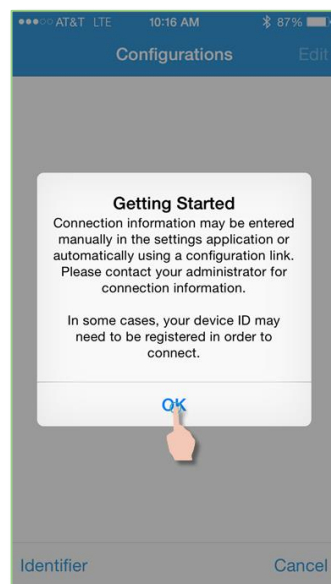 AT&T LTE 10:16 AM 87%
Configurations Edit
Getting Started
Connection information may be entered
manually in the settings application or
automatically using a configuration link.
Please contact your administrator for
connection information.
In some cases, your device ID may
need to be registered in order to
connect.
OK
Identifier Cancel